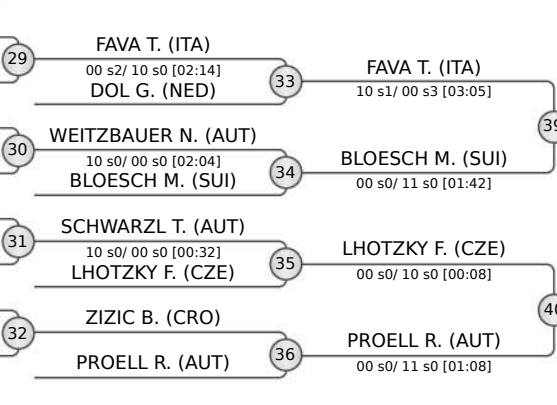 FAVA T. (ITA)
29
00 s2/ 10 s0 [02:14]
DOL G. (NED)
33
FAVA T. (ITA)
10 s1/ 00 s3 [03:05]
39
WEITZBAUER N. (AUT)
30
10 s0/ 00 s0 [02:04]
BLOESCH M. (SUI)
34
BLOESCH M. (SUI)
00 s0/ 11 s0 [01:42]
SCHWARZL T. (AUT)
31
10 s0/ 00 s0 [00:32]
LHOTZKY F. (CZE)
35
LHOTZKY F. (CZE)
00 s0/ 10 s0 [00:08]
40
ZIZIC B. (CRO)
32
PROELL R. (AUT)
36
PROELL R. (AUT)
00 s0/ 11 s0 [01:08]